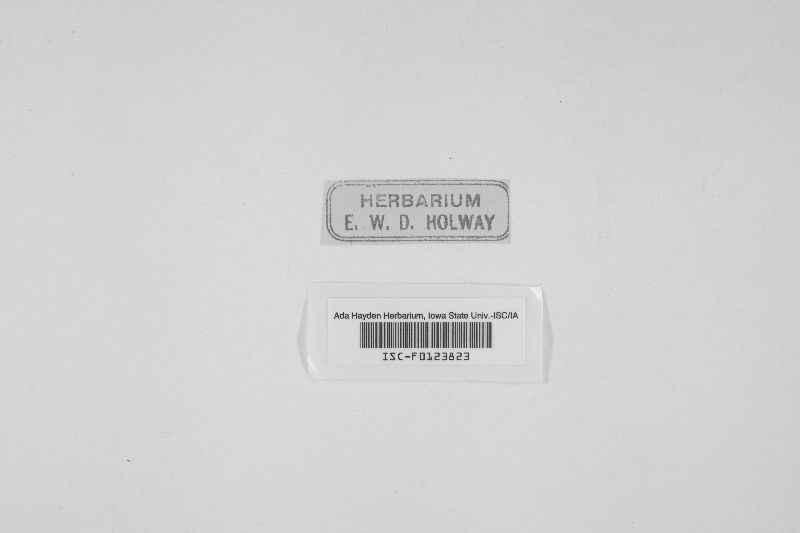 HERBARIUM
E. W. D. HOLWAY
Ada Hayden Herbarium, Iowa State Univ.-ISC/IA
ISC-F0123823